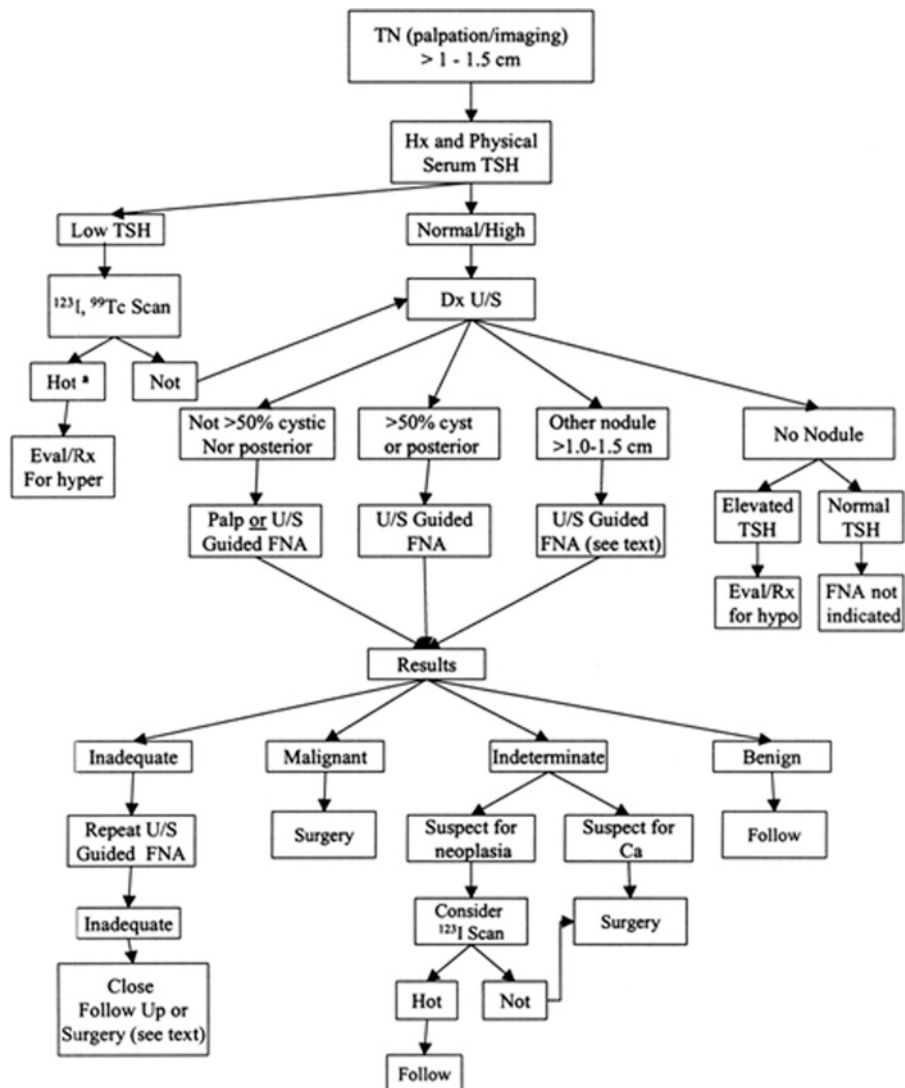 TN (palpation/imaging)
> 1 - 1.5 cm
Hx and Physical
Serum TSH
Low TSH
Normal/High
¹²³I, ⁹⁹Tc Scan
Dx U/S
Hot ª
Not
Eval/Rx
For hyper
Not >50% cystic
Nor posterior
>50% cyst
or posterior
Other nodule
>1.0-1.5 cm
No Nodule
Palp or U/S
Guided FNA
U/S Guided
FNA
U/S Guided
FNA (see text)
Elevated
TSH
Normal
TSH
Eval/Rx
for hypo
FNA not
indicated
Results
Inadequate
Malignant
Indeterminate
Benign
Repeat U/S
Guided FNA
Surgery
Suspect for
neoplasia
Suspect for
Ca
Follow
Inadequate
Consider
¹²³I Scan
Surgery
Close
Follow Up or
Surgery (see text)
Hot
Not
Follow